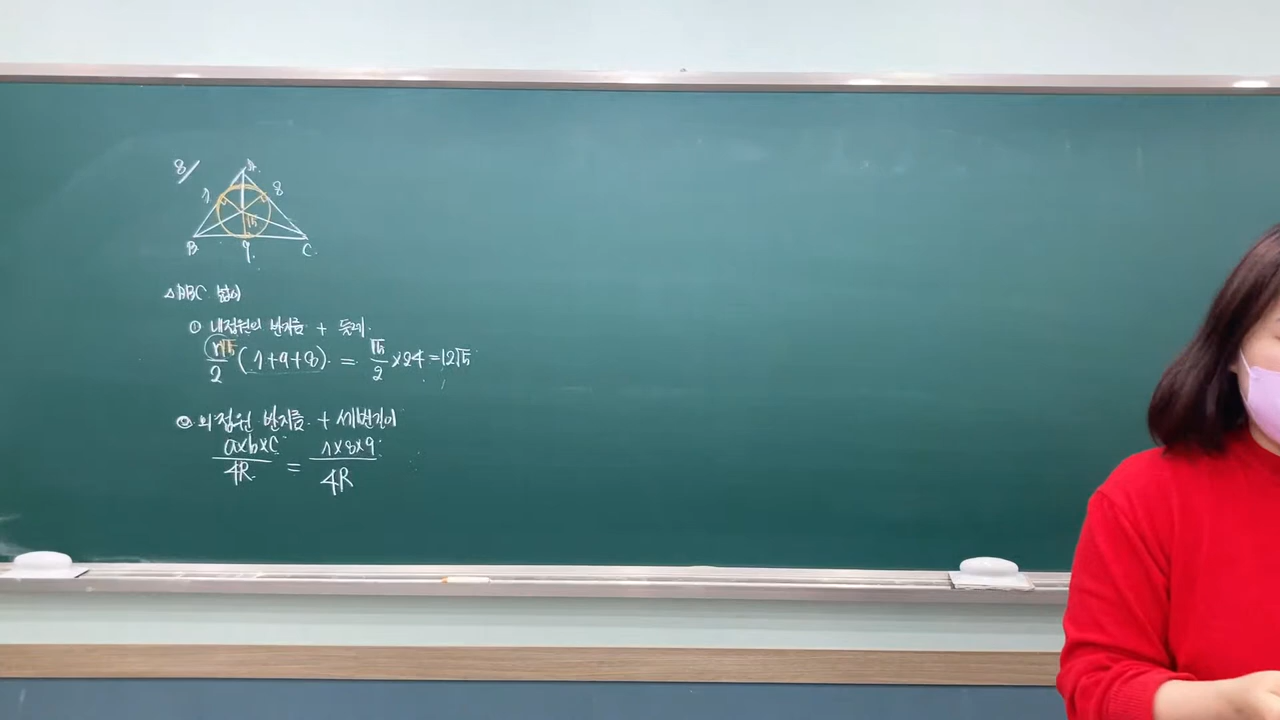 8/
A
7 8
√5
B 9 C
△ABC 넓이
① 내접원의 반지름 + 둘레.
r√5/2 (7+9+8) = √5/2 × 24 = 12√5
② 외접원 반지름 + 세변길이
a×b×c/4R = 7×8×9/4R